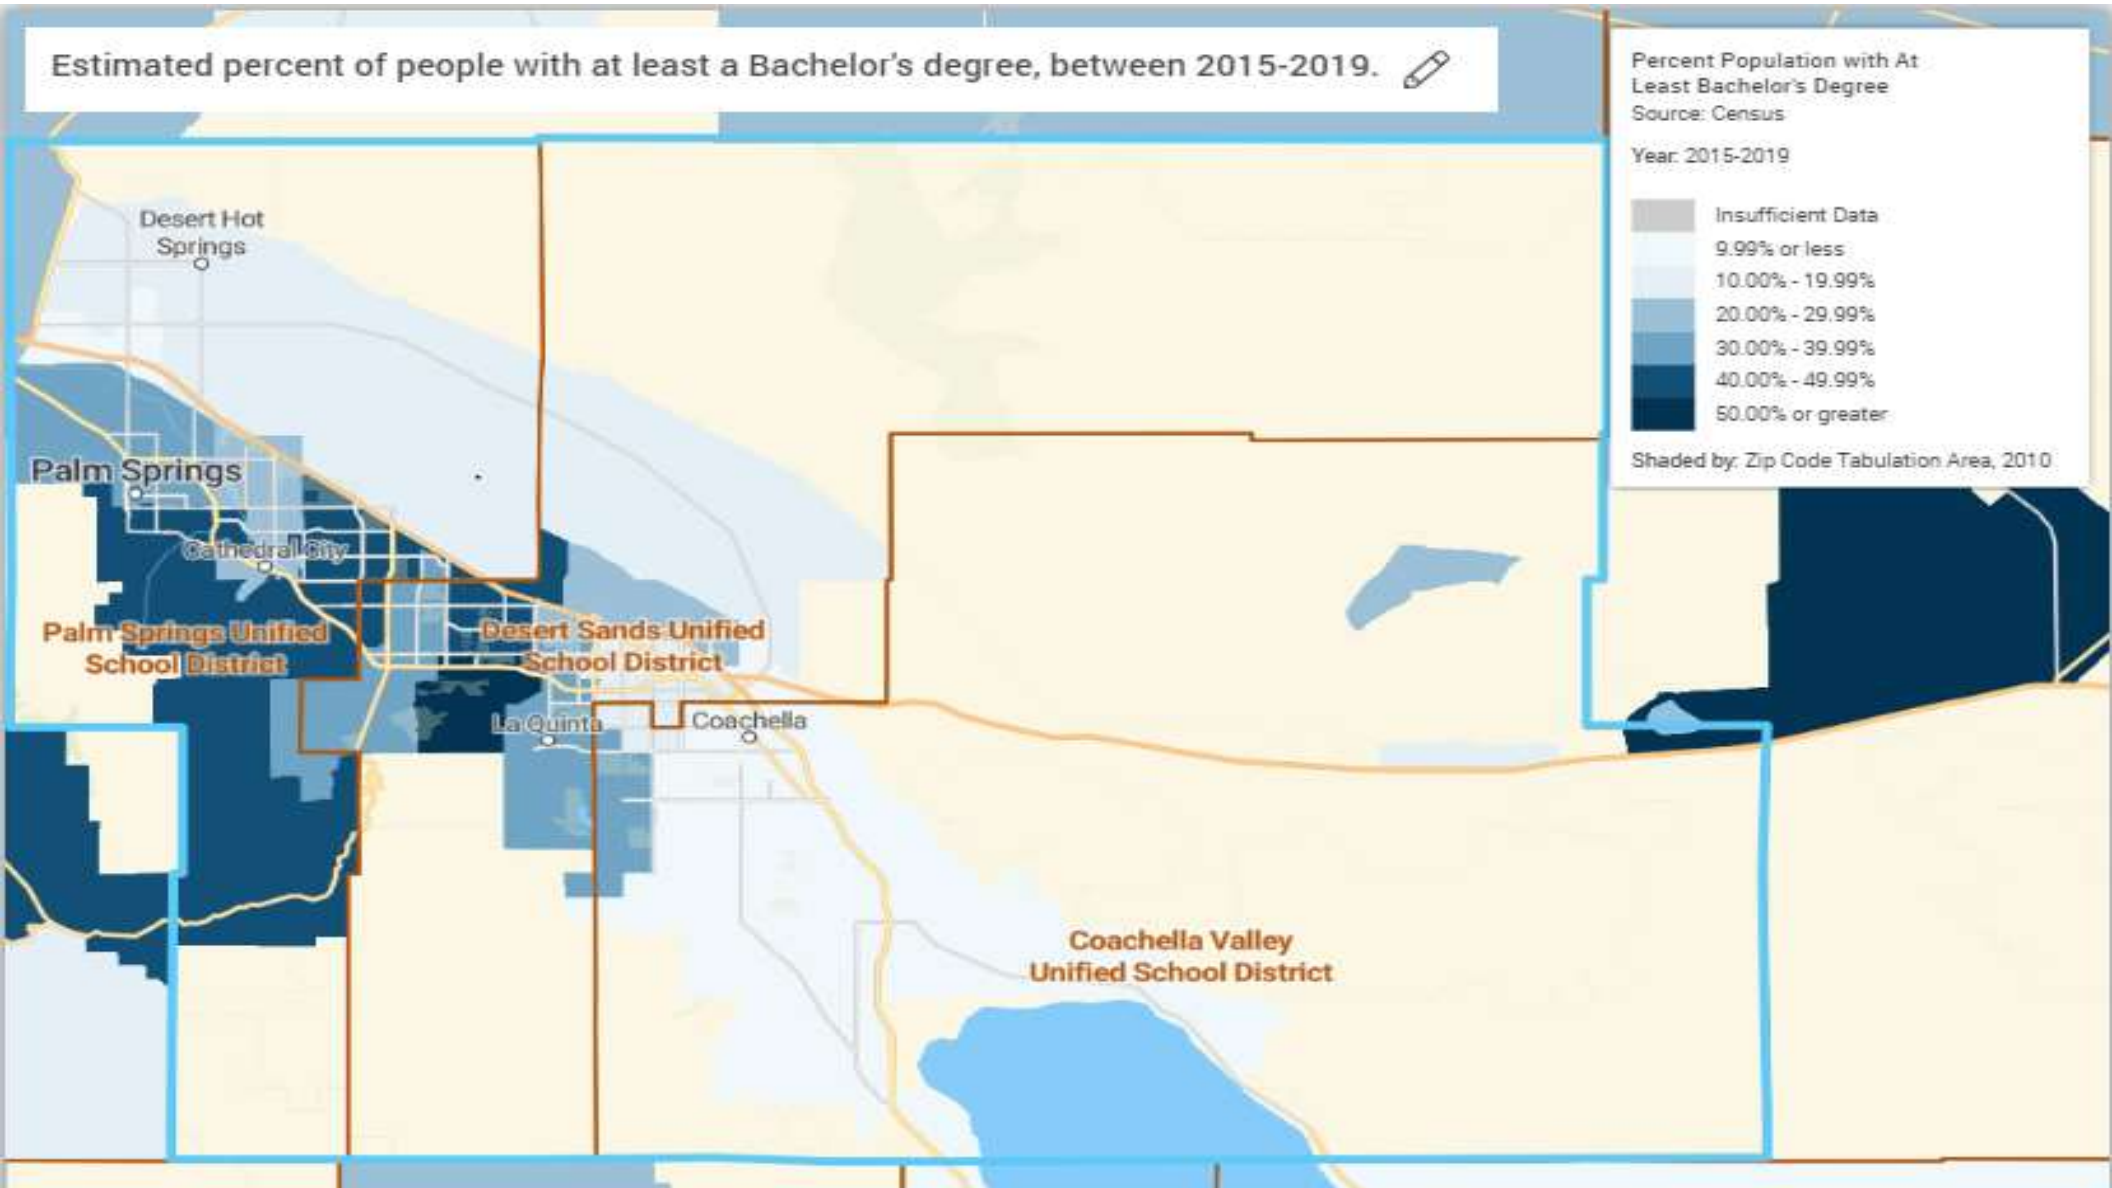 Estimated percent of people with at least a Bachelor's degree, between 2015-2019.
Percent Population with At
Least Bachelor's Degree
Source: Census
Year: 2015-2019
Insufficient Data
9.99% or less
10.00% - 19.99%
20.00% - 29.99%
30.00% - 39.99%
40.00% - 49.99%
50.00% or greater
Shaded by: Zip Code Tabulation Area, 2010
Desert Hot
Springs
Palm Springs
Cathedral City
Palm Springs Unified
School District
Desert Sands Unified
School District
La Quinta
Coachella
Coachella Valley
Unified School District